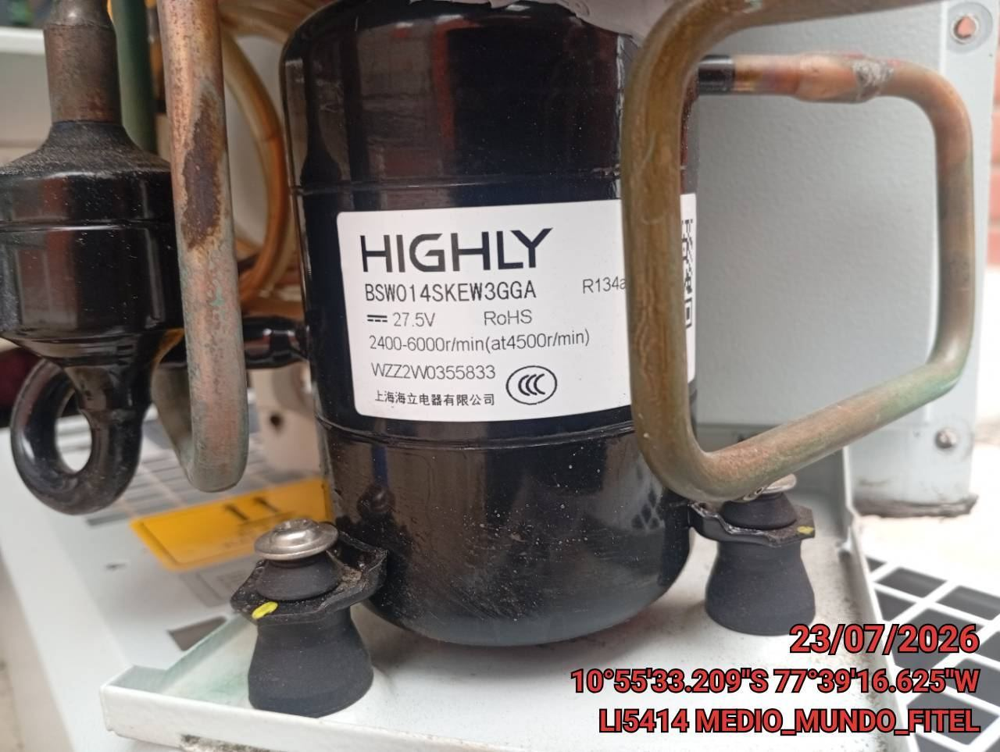 HIGHLY
BSW014SKEW3GGA R134a
⎓ 27.5V RoHS
2400-6000r/min(at4500r/min)
WZZ2W0355833
CCC
上海海立电器有限公司
11
23/07/2026
10°55'33.209"S 77°39'16.625"W
LI5414 MEDIO_MUNDO_FITEL